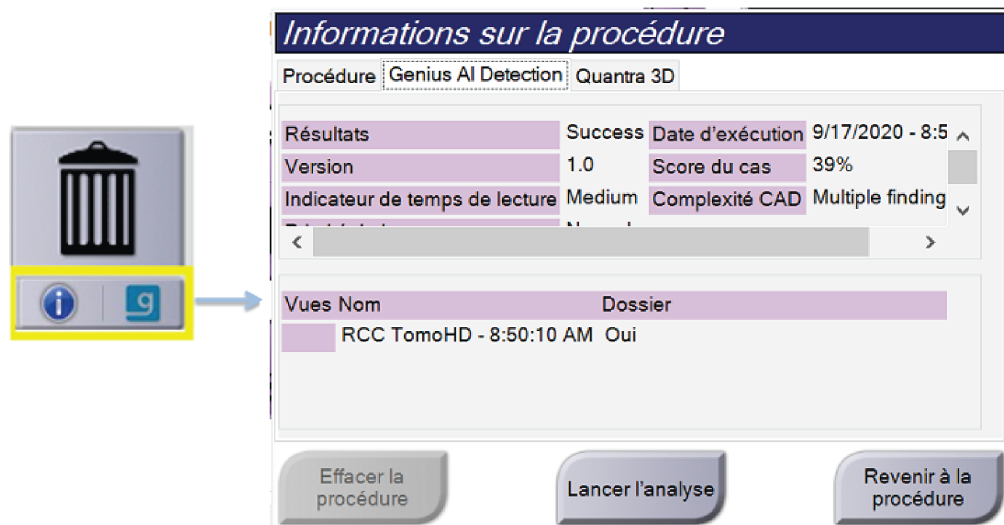 Informations sur la procédure
Procédure Genius AI Detection Quantra 3D
Résultats Success Date d'exécution 9/17/2020 - 8:5
Version 1.0 Score du cas 39%
Indicateur de temps de lecture Medium Complexité CAD Multiple finding
Vues Nom Dossier
RCC TomoHD - 8:50:10 AM Oui
i g
Effacer la procédure Lancer l'analyse Revenir à la procédure